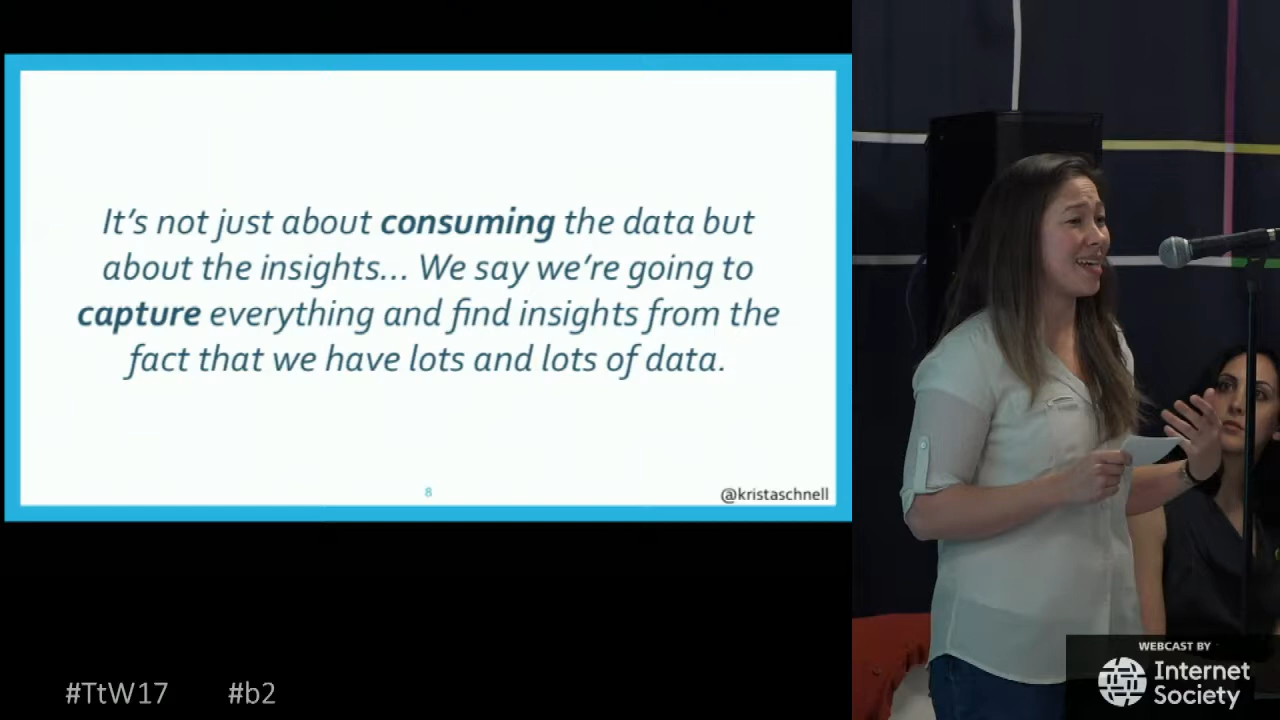 It's not just about consuming the data but
about the insights... We say we're going to
capture everything and find insights from the
fact that we have lots and lots of data.
8
@kristaschnell
#TtW17 #b2
WEBCAST BY
Internet
Society